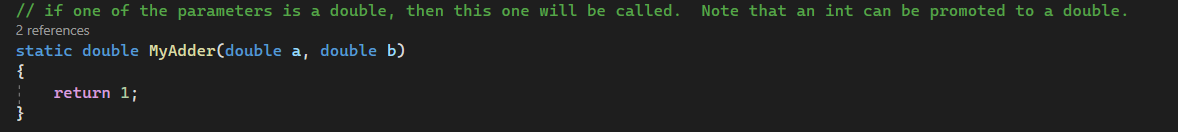 // if one of the parameters is a double, then this one will be called.  Note that an int can be promoted to a double.
2 references
static double MyAdder(double a, double b)
{
    return 1;
}